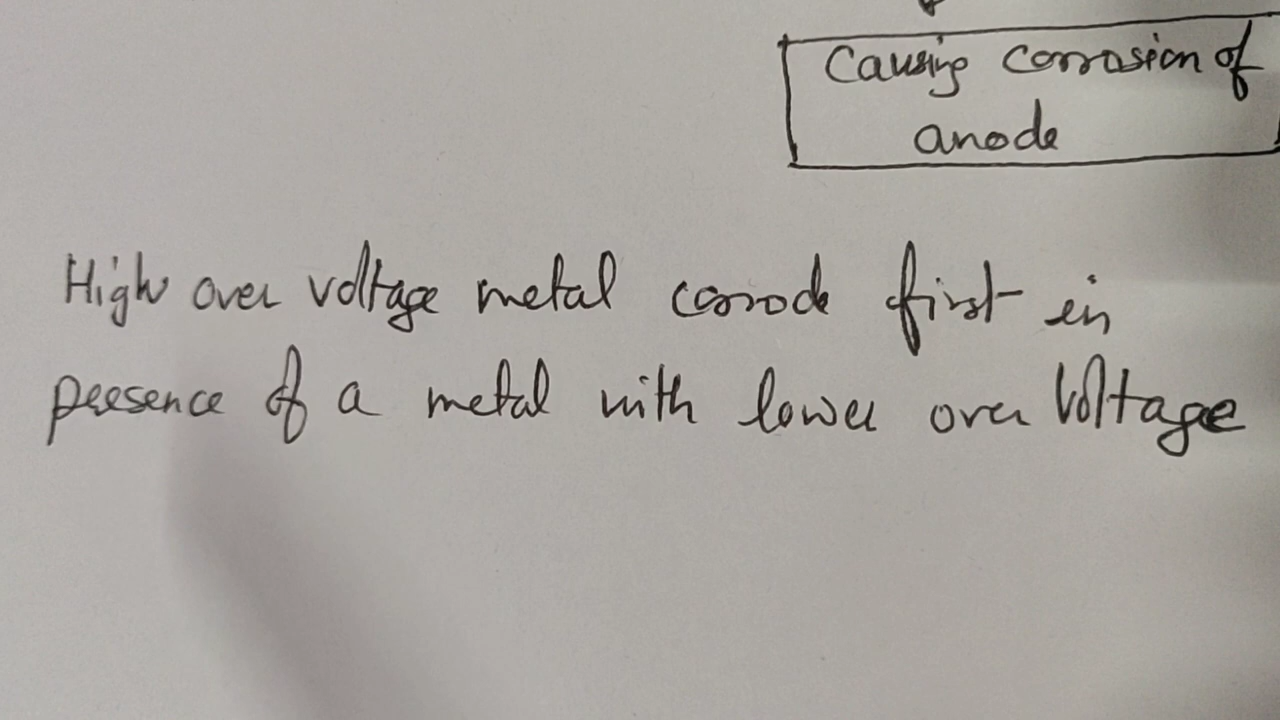 Causing corrosion of
anode
High over voltage metal corrode first in
presence of a metal with lower over voltage